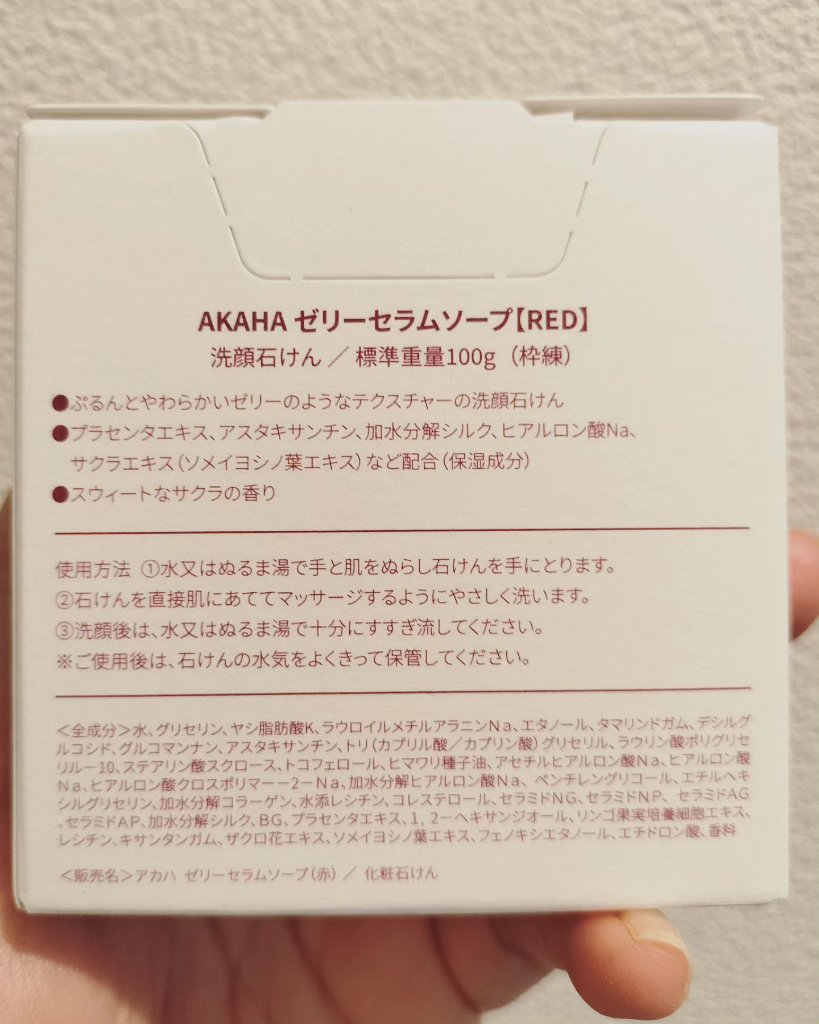 AKAHA ゼリーセラムソープ【RED】
洗顔石けん ／ 標準重量100g（枠練）
●ぷるんとやわらかいゼリーのようなテクスチャーの洗顔石けん
●プラセンタエキス、アスタキサンチン、加水分解シルク、ヒアルロン酸Na、
サクラエキス（ソメイヨシノ葉エキス）など配合（保湿成分）
●スウィートなサクラの香り
使用方法 ①水又はぬるま湯で手と肌をぬらし石けんを手にとります。
②石けんを直接肌にあててマッサージするようにやさしく洗います。
③洗顔後は、水又はぬるま湯で十分にすすぎ流してください。
※ご使用後は、石けんの水気をよくきって保管してください。
＜全成分＞水、グリセリン、ヤシ脂肪酸K、ラウロイルメチルアラニンNa、エタノール、タマリンドガム、デシルグ
ルコシド、グルコマンナン、アスタキサンチン、トリ（カプリル酸／カプリン酸）グリセリル、ラウリン酸ポリグリセ
リル－10、ステアリン酸スクロース、トコフェロール、ヒマワリ種子油、アセチルヒアルロン酸Na、ヒアルロン酸
Na、ヒアルロン酸クロスポリマー－2－Na、加水分解ヒアルロン酸Na、ペンチレングリコール、エチルヘキ
シルグリセリン、加水分解コラーゲン、水添レシチン、コレステロール、セラミドNG、セラミドNP、セラミドAG
、セラミドAP、加水分解シルク、BG、プラセンタエキス、1，2－ヘキサンジオール、リンゴ果実培養細胞エキス、
レシチン、キサンタンガム、ザクロ花エキス、ソメイヨシノ葉エキス、フェノキシエタノール、エチドロン酸、香料
＜販売名＞アカハ ゼリーセラムソープ（赤） ／ 化粧石けん